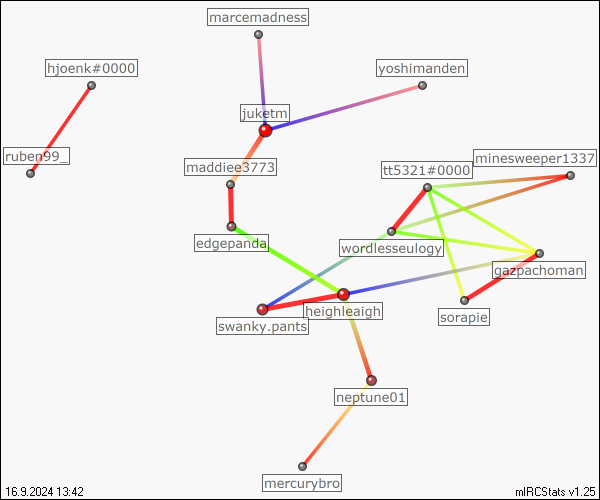 marcemadness
hjoenk#0000
yoshimanden
juketm
ruben99_
minesweeper1337
maddiee3773
tt5321#0000
edgepanda
wordlesseulogy
gazpachoman
heighleaigh
sorapie
swanky.pants
neptune01
mercurybro
16.9.2024 13:42
mIRCStats v1.25